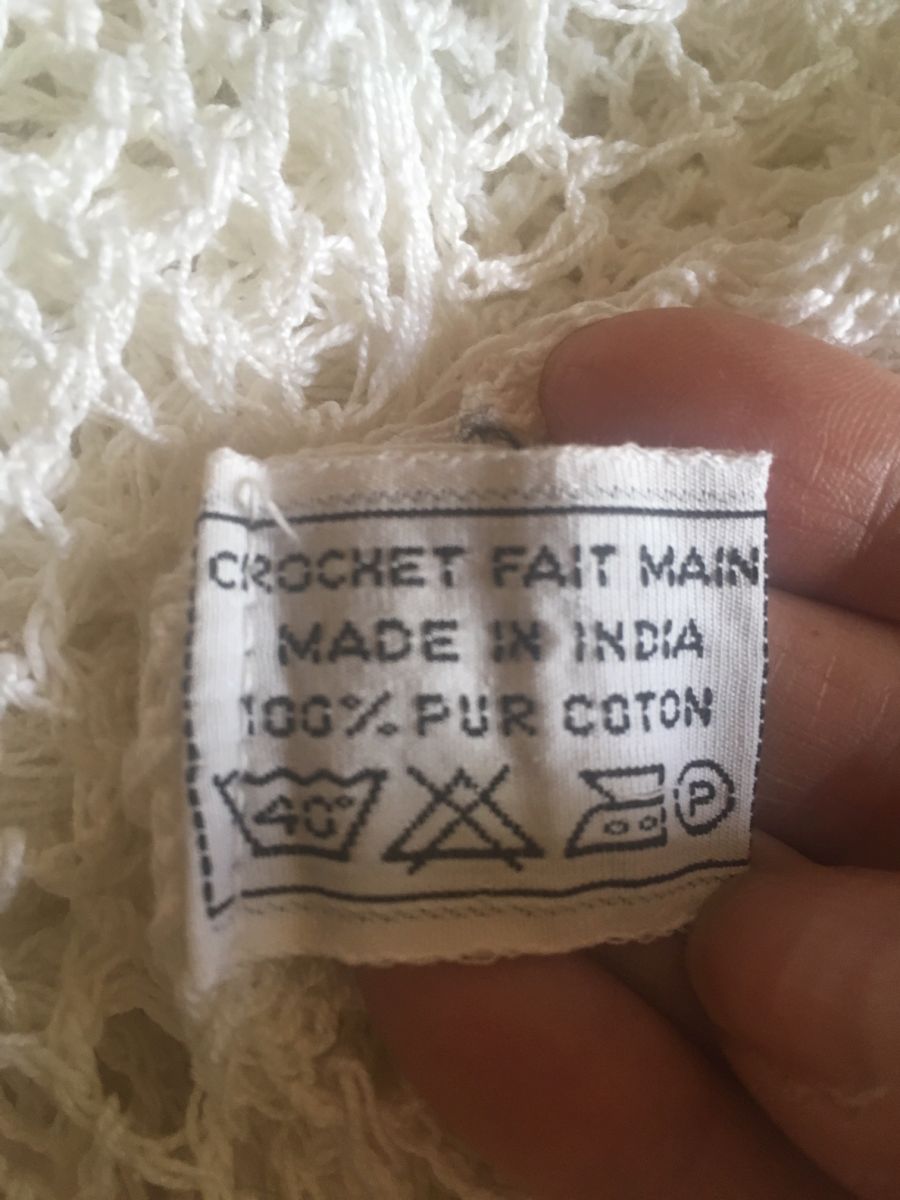 CROCHET FAIT MAIN
MADE IN INDIA
100% PUR COTON
40° P